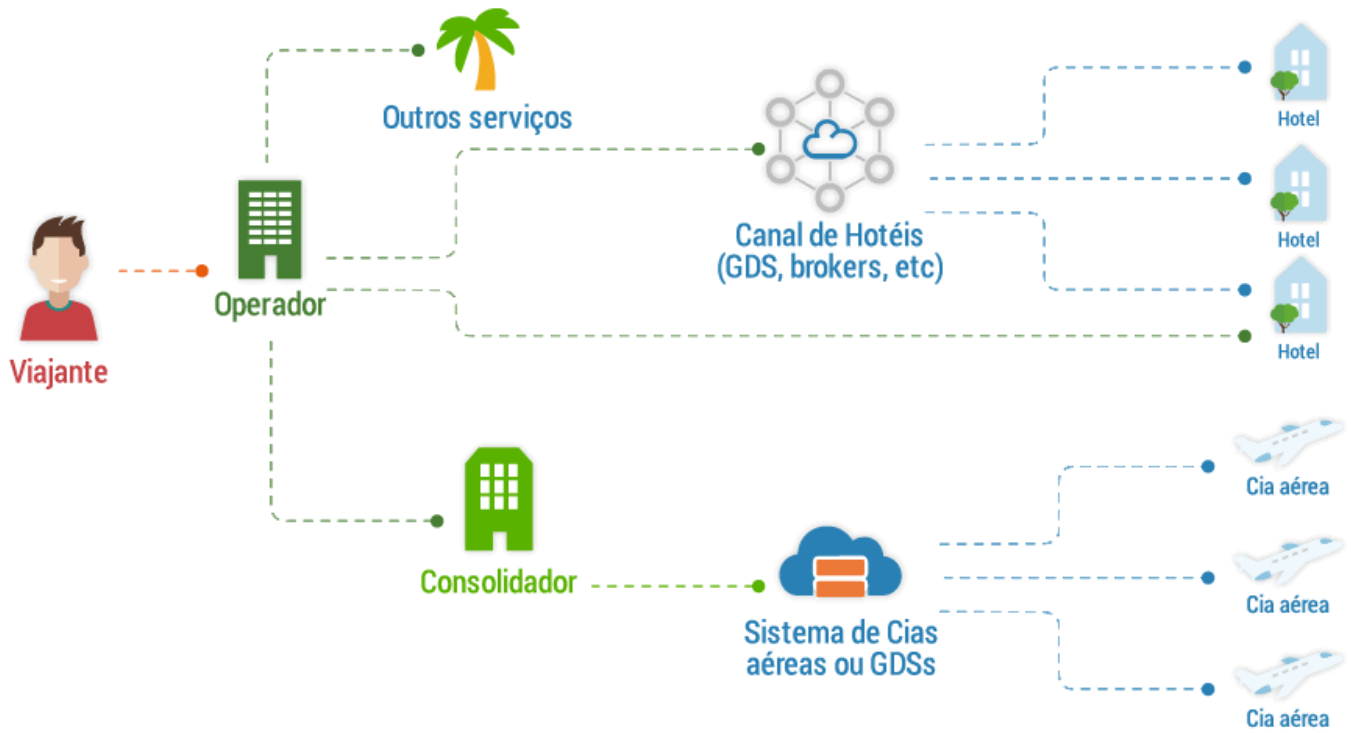 Outros serviços
Hotel
Canal de Hotéis
(GDS, brokers, etc)
Hotel
Operador
Viajante
Hotel
Cia aérea
Consolidador
Cia aérea
Sistema de Cias
aéreas ou GDSs
Cia aérea